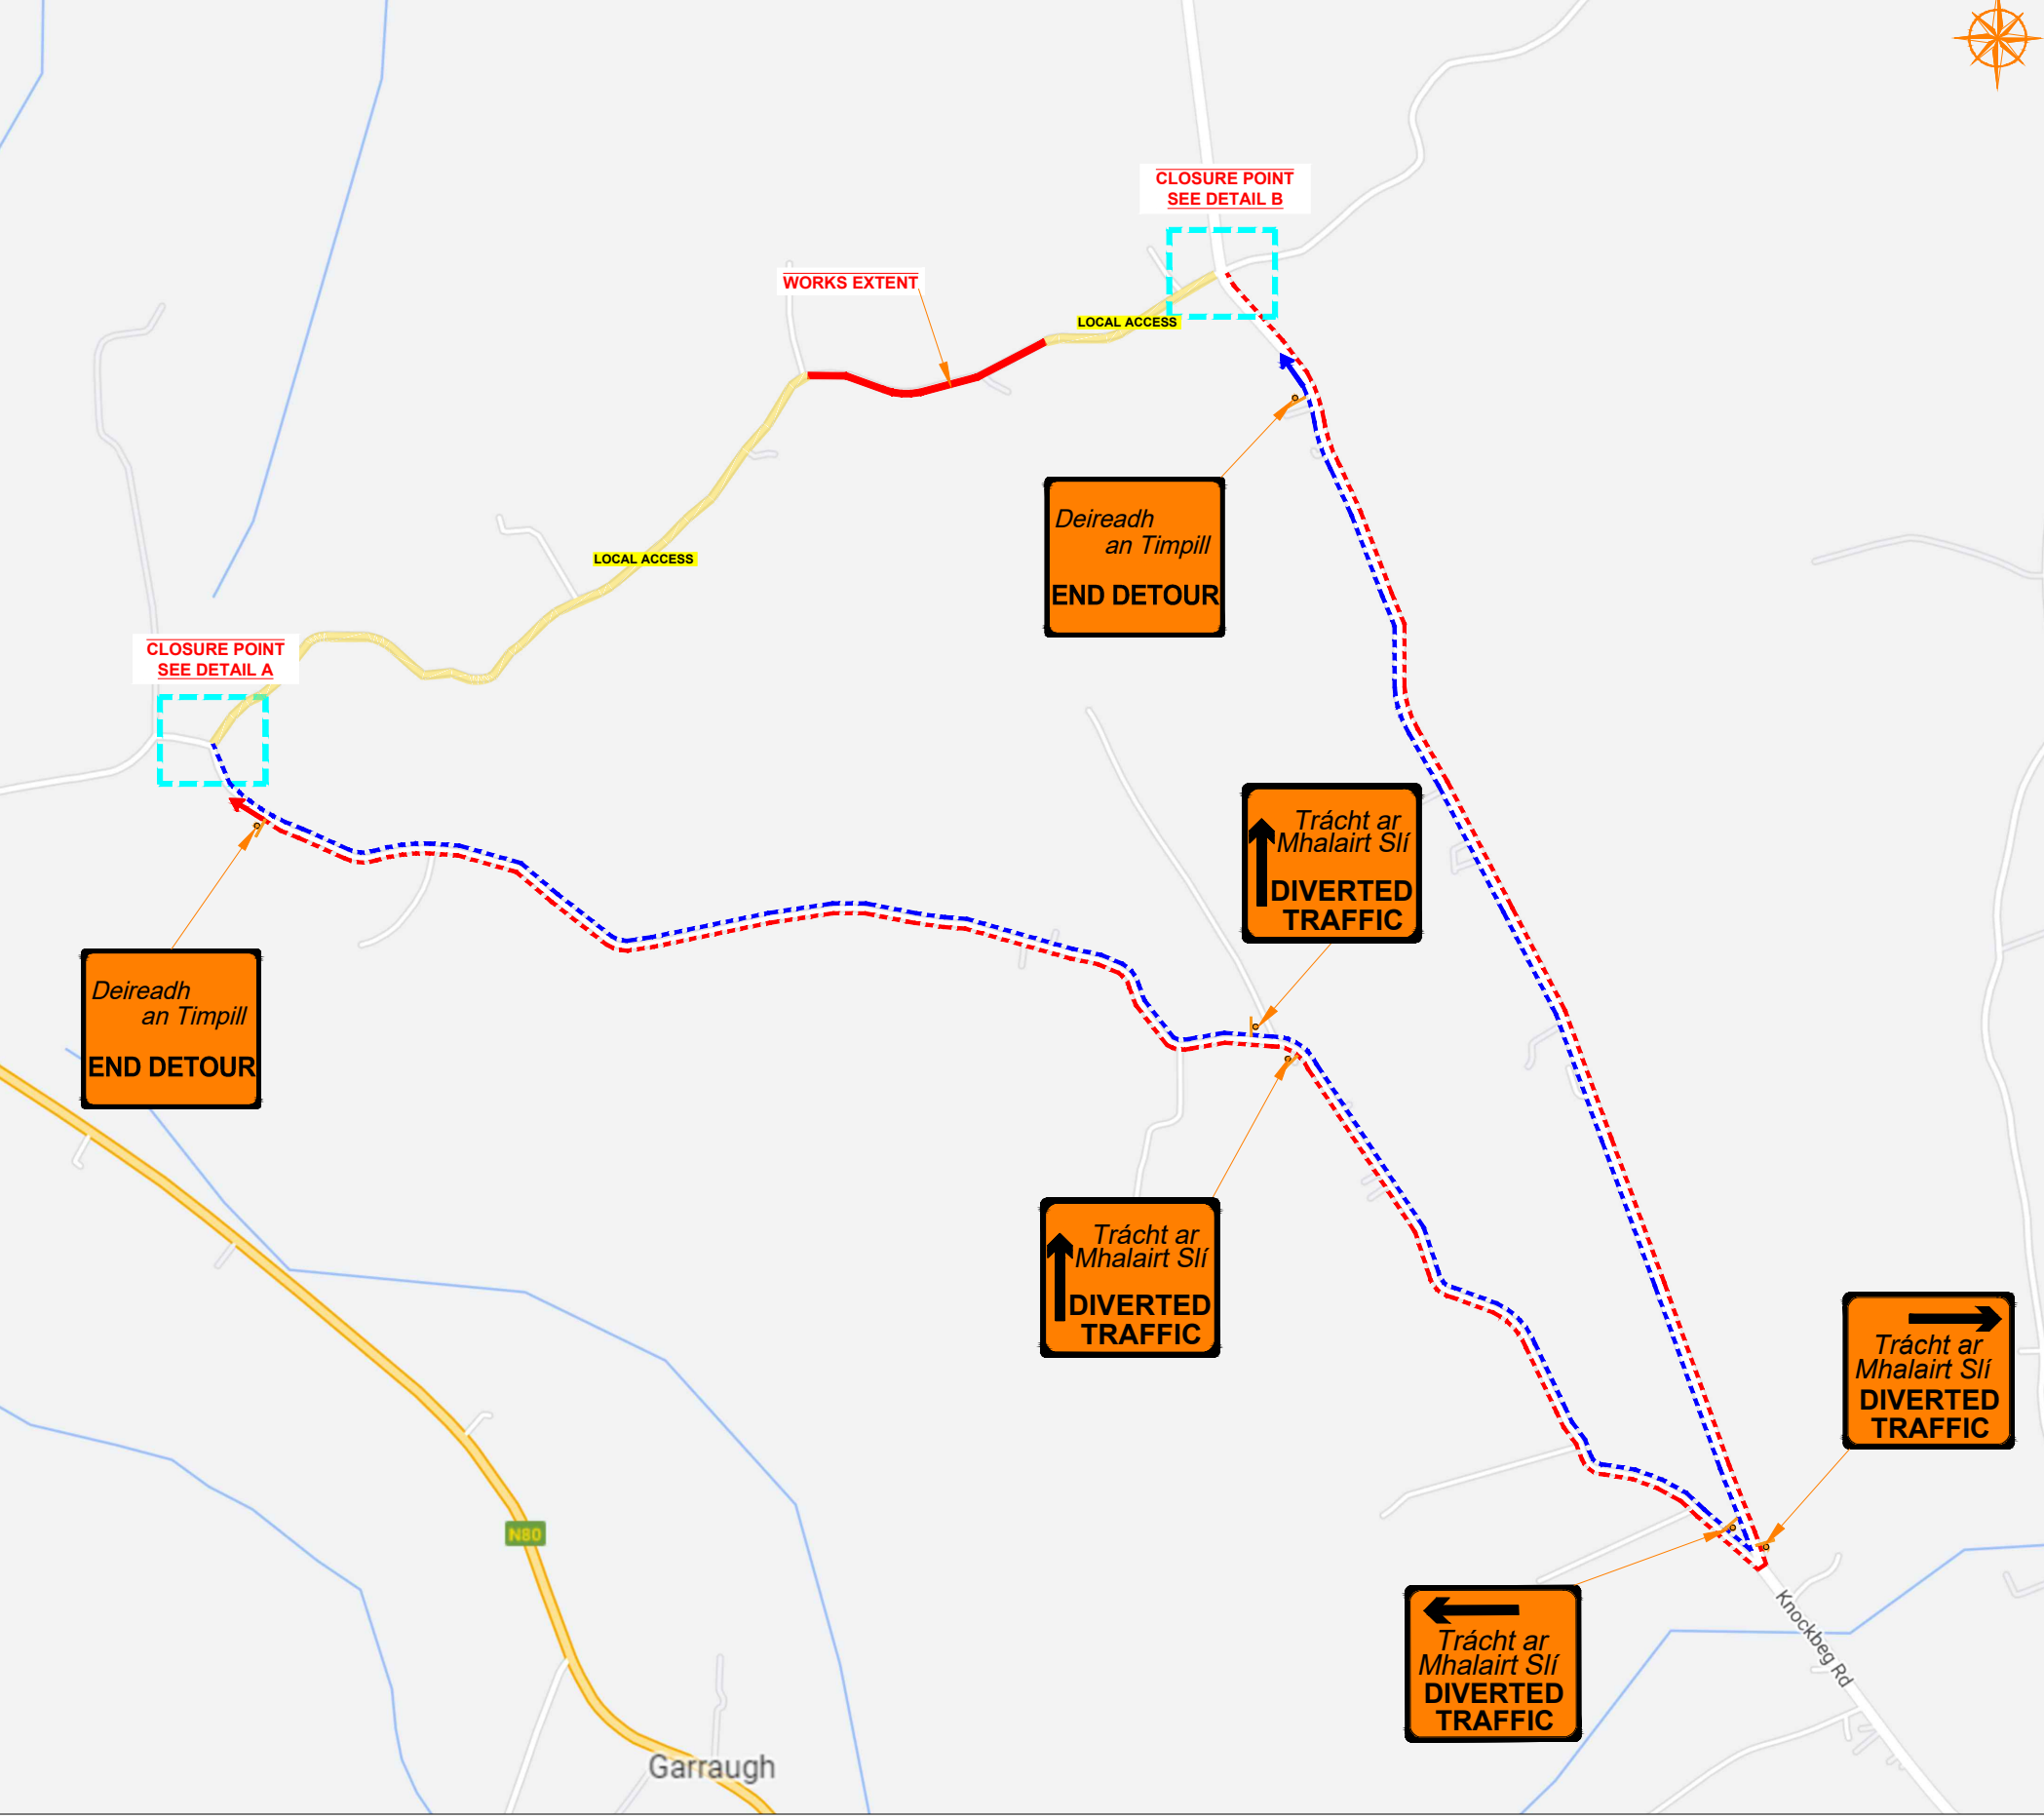 CLOSURE POINT
SEE DETAIL B
WORKS EXTENT
LOCAL ACCESS
Deireadh
an Timpill
END DETOUR
LOCAL ACCESS
CLOSURE POINT
SEE DETAIL A
Trácht ar
Mhalairt Slí
DIVERTED
TRAFFIC
Deireadh
an Timpill
END DETOUR
Trácht ar
Mhalairt Slí
DIVERTED
TRAFFIC
Trácht ar
Mhalairt Slí
DIVERTED
TRAFFIC
N80
Trácht ar
Mhalairt Slí
DIVERTED
TRAFFIC
Knockbeg Rd
Garraugh